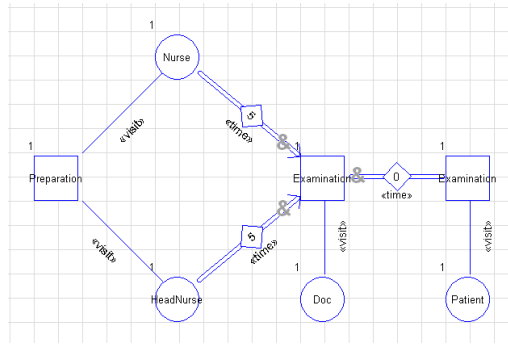 1
Nurse
«visit»
5
«time»
&
1
Preparation
1
Examination
&
0
«time»
1
Examination
«visit»
5
«time»
&
1
HeadNurse
«visit»
1
Doc
«visit»
1
Patient